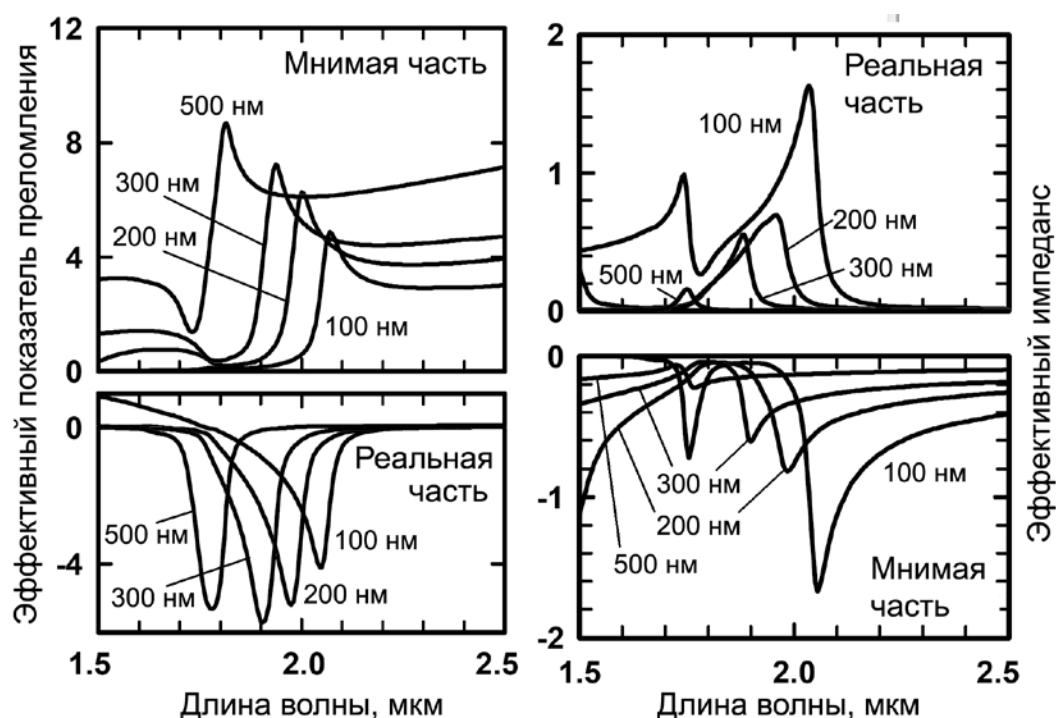 Эффективный показатель преломления
12
8
4
0
Мнимая часть
500 нм
300 нм
200 нм
100 нм
0
-4
Реальная
часть
500 нм
100 нм
300 нм
200 нм
1.5
2.0
2.5
Длина волны, мкм
2
1
0
Реальная
часть
100 нм
200 нм
500 нм
300 нм
-0
-1
-2
100 нм
300 нм
200 нм
500 нм
Мнимая
часть
1.5
2.0
2.5
Длина волны, мкм
Эффективный импеданс